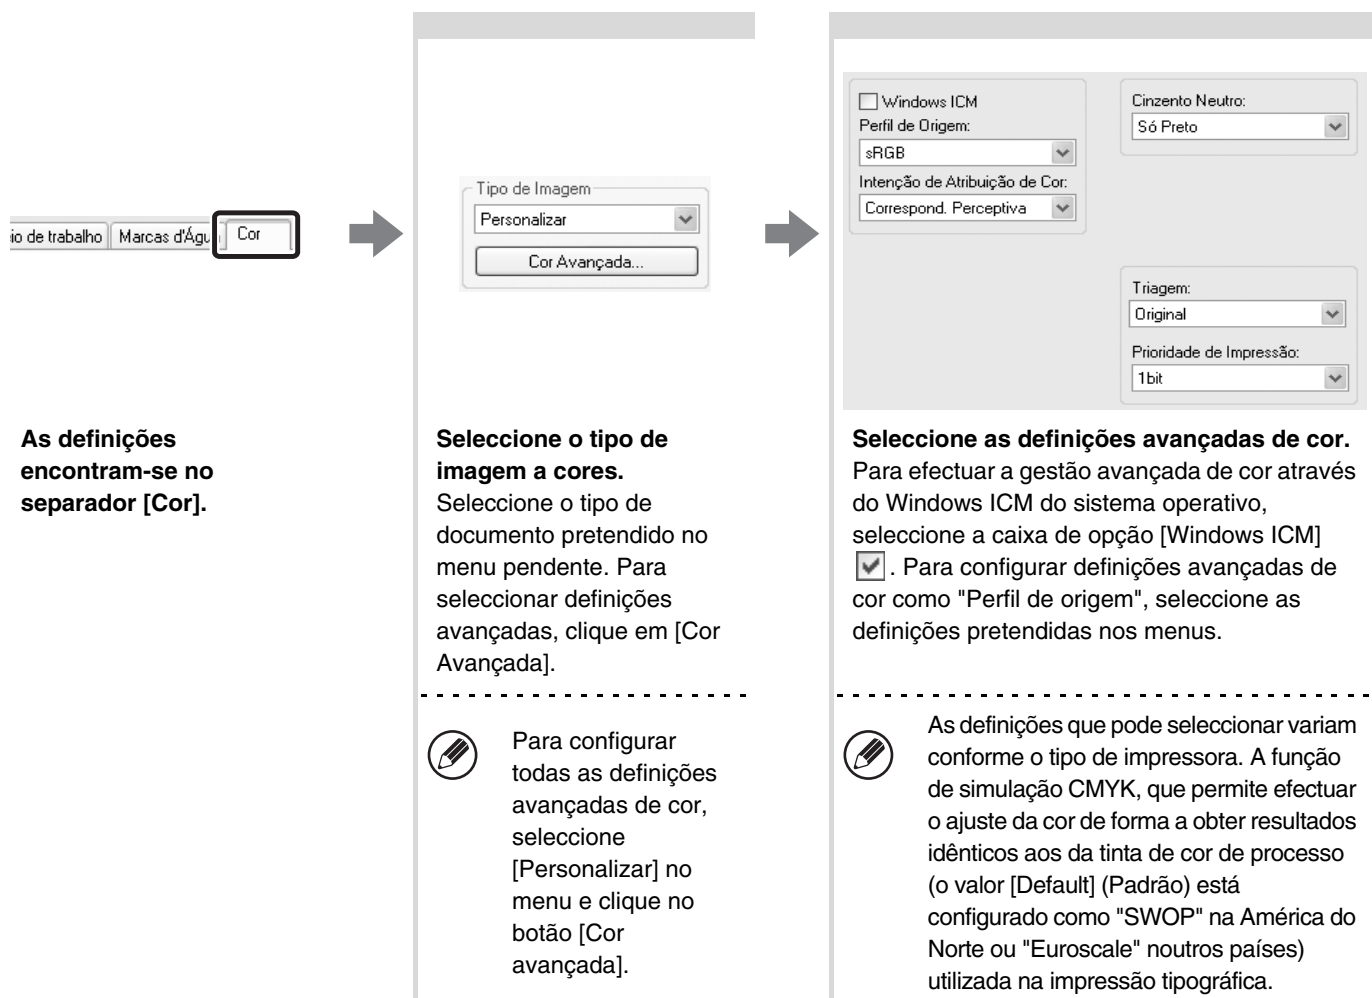 io de trabalho
Marcas d'Águ
Cor
As definições
encontram-se no
separador [Cor].
Tipo de Imagem
Personalizar
Cor Avançada...
Seleccione o tipo de
imagem a cores.
Seleccione o tipo de
documento pretendido no
menu pendente. Para
seleccionar definições
avançadas, clique em [Cor
Avançada].
Para configurar
todas as definições
avançadas de cor,
seleccione
[Personalizar] no
menu e clique no
botão [Cor
avançada].
Windows ICM
Perfil de Origem:
sRGB
Intenção de Atribuição de Cor:
Correspond. Perceptiva
Cinzento Neutro:
Só Preto
Triagem:
Original
Prioridade de Impressão:
1bit
Seleccione as definições avançadas de cor.
Para efectuar a gestão avançada de cor através
do Windows ICM do sistema operativo,
seleccione a caixa de opção [Windows ICM]
. Para configurar definições avançadas de
cor como "Perfil de origem", seleccione as
definições pretendidas nos menus.
As definições que pode seleccionar variam
conforme o tipo de impressora. A função
de simulação CMYK, que permite efectuar
o ajuste da cor de forma a obter resultados
idênticos aos da tinta de cor de processo
(o valor [Default] (Padrão) está
configurado como "SWOP" na América do
Norte ou "Euroscale" noutros países)
utilizada na impressão tipográfica.